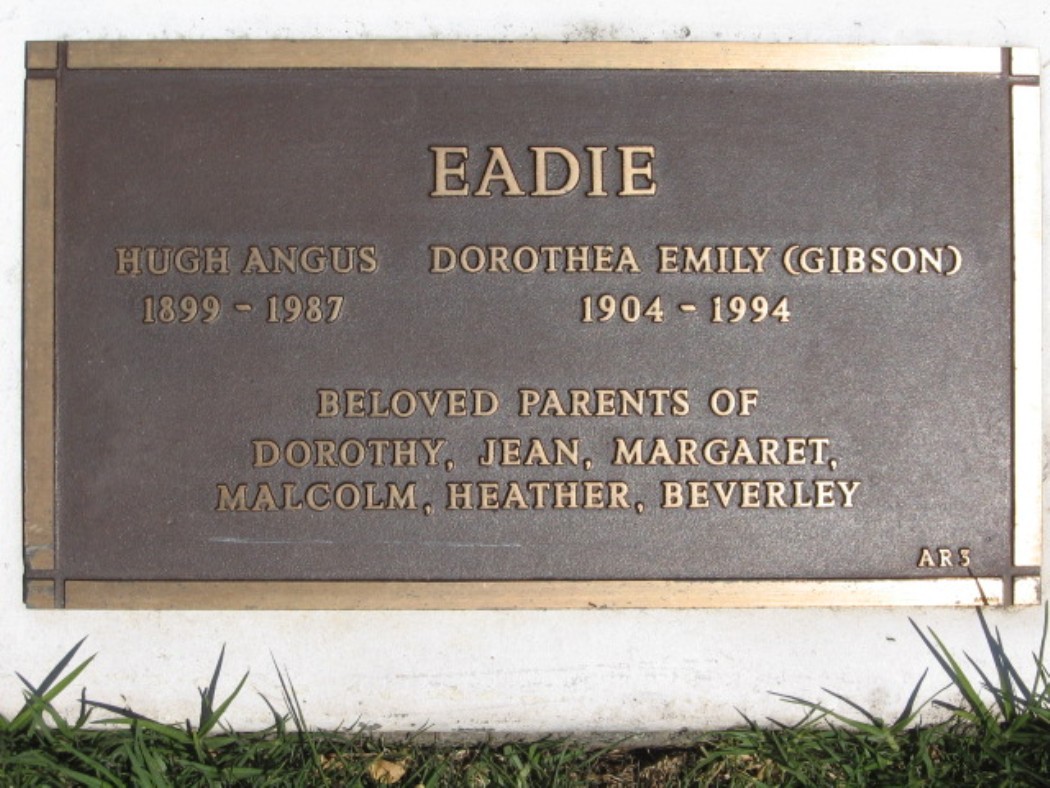 EADIE
HUGH ANGUS DOROTHEA EMILY (GIBSON)
1899 - 1987 1904 - 1994
BELOVED PARENTS OF
DOROTHY, JEAN, MARGARET,
MALCOLM, HEATHER, BEVERLEY
AR3